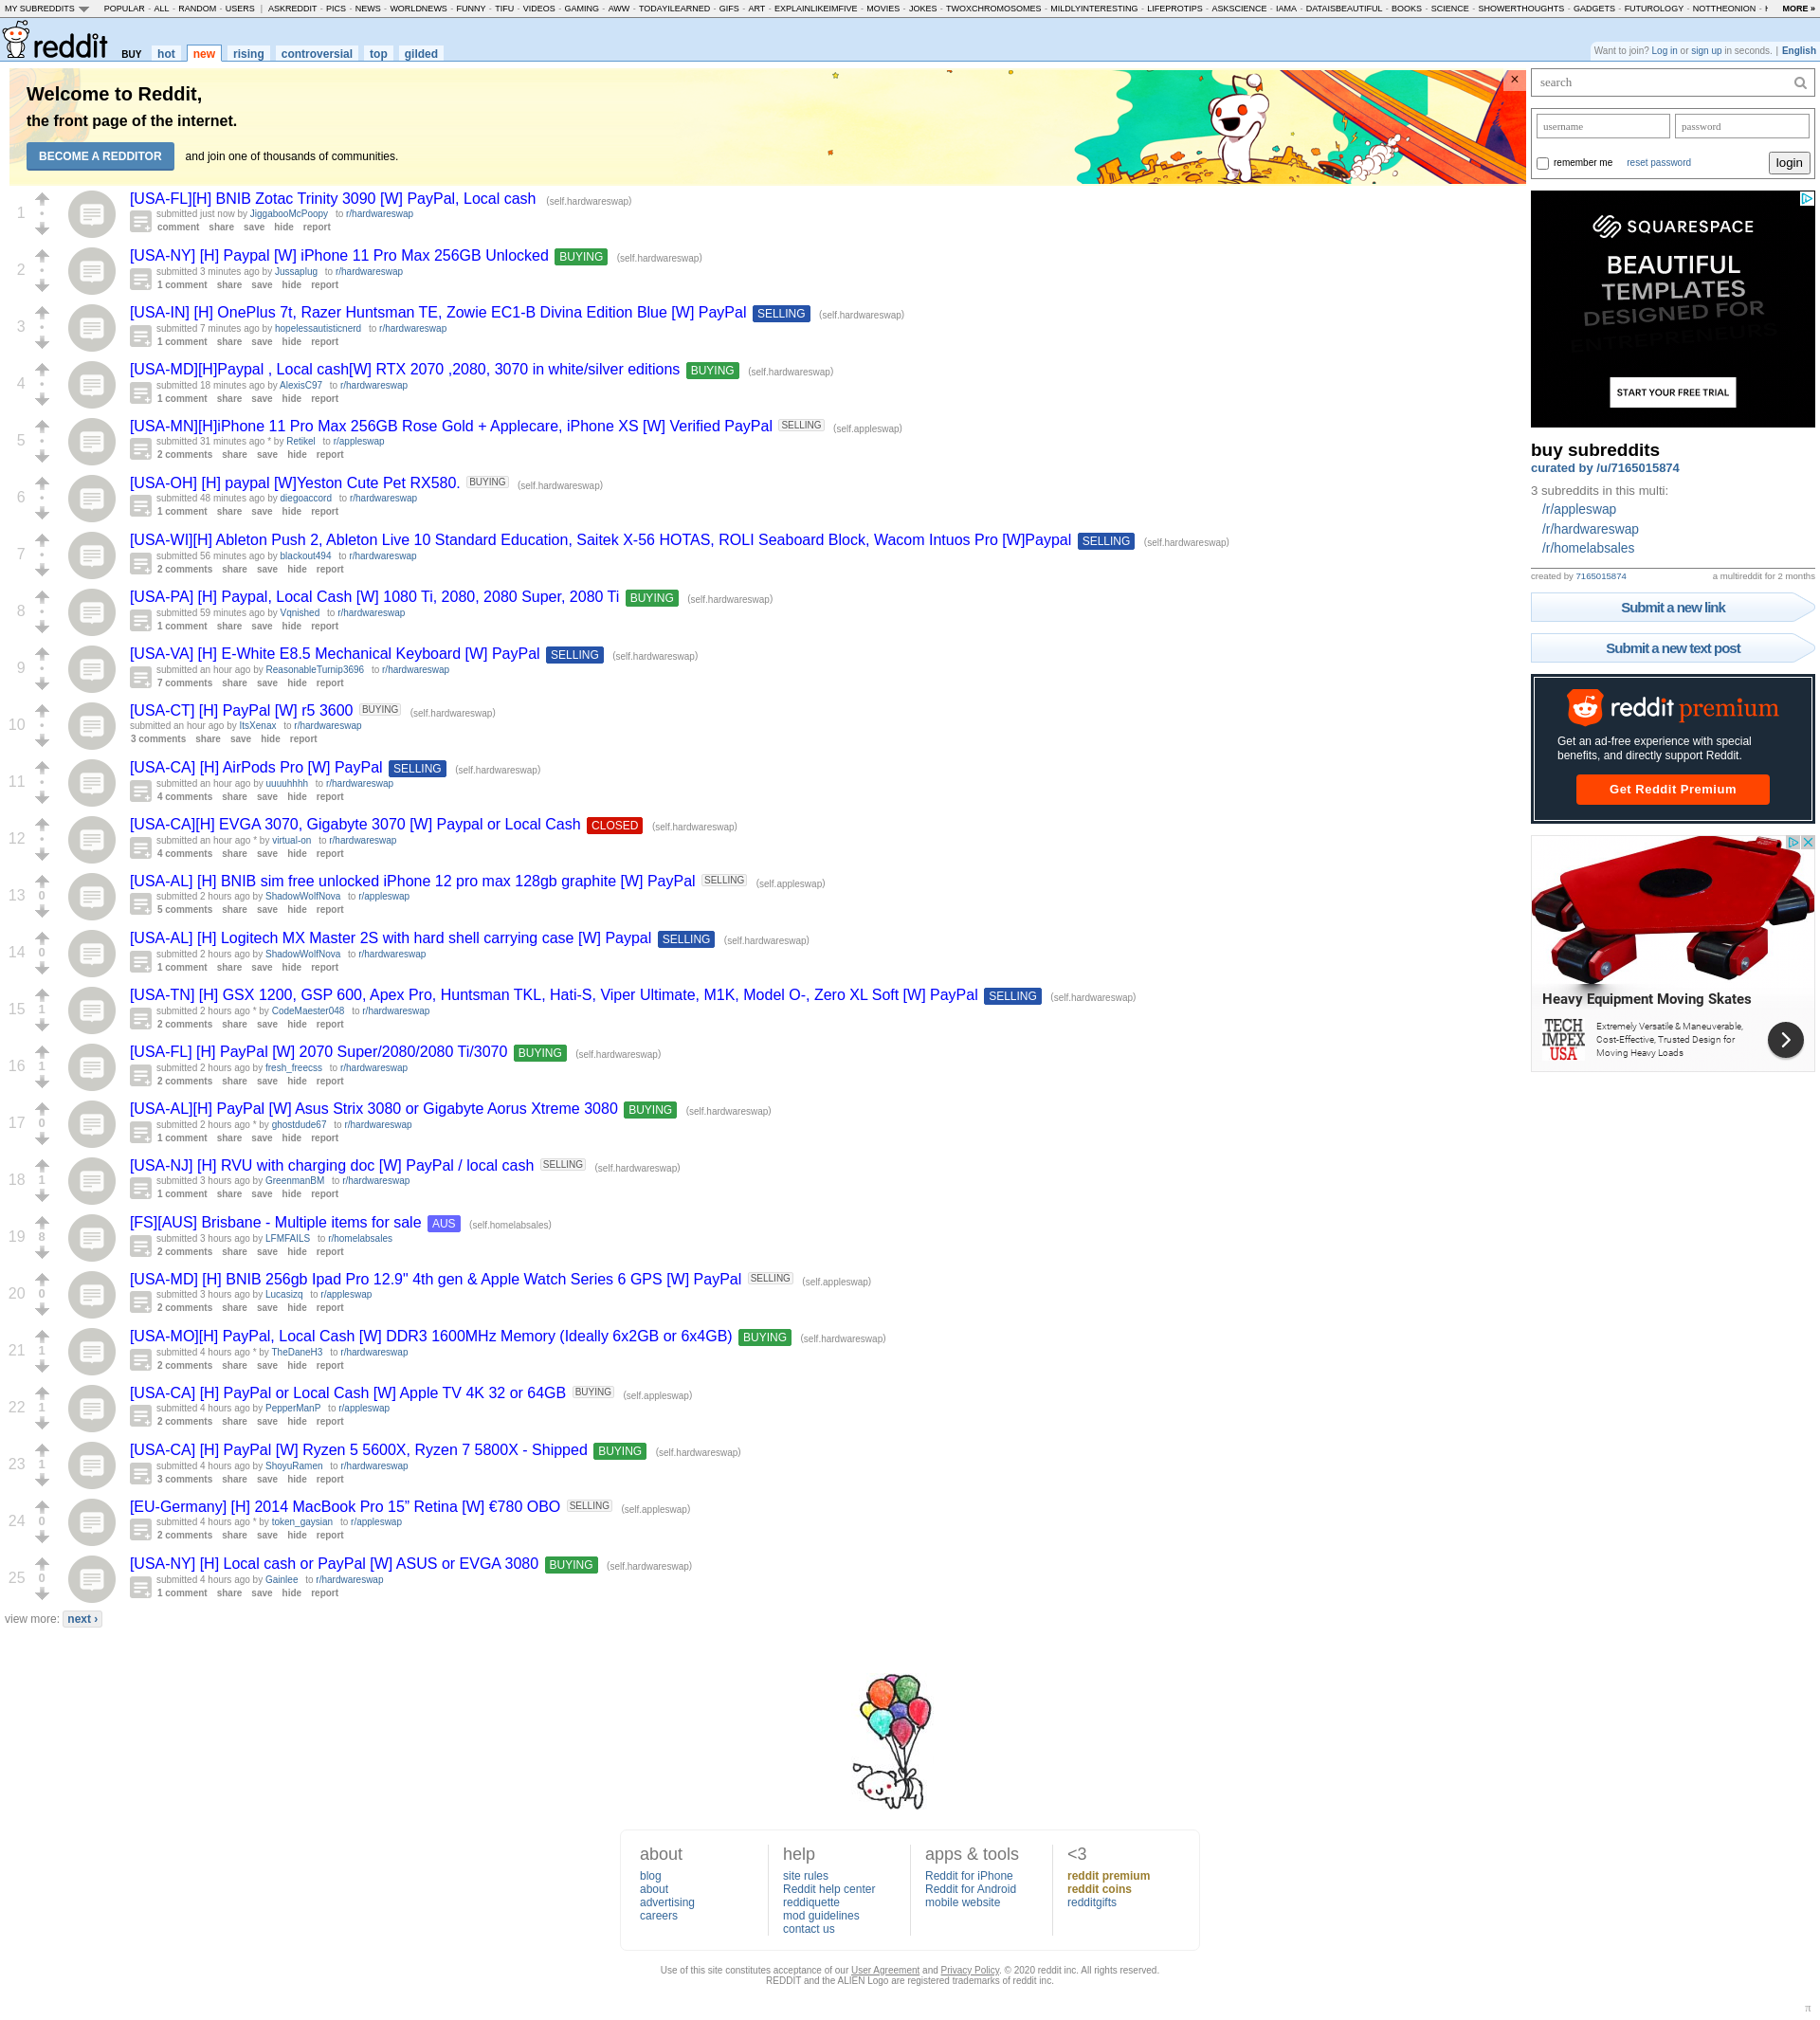 MY SUBREDDITS POPULAR - ALL - RANDOM - USERS | ASKREDDIT - PICS - NEWS - WORLDNEWS - FUNNY - TIFU - VIDEOS - GAMING - AWW - TODAYILEARNED - GIFS - ART - EXPLAINLIKEIMFIVE - MOVIES - JOKES - TWOXCHROMOSOMES - MILDLYINTERESTING - LIFEPROTIPS - ASKSCIENCE - IAMA - DATAISBEAUTIFUL - BOOKS - SCIENCE - SHOWERTHOUGHTS - GADGETS - FUTUROLOGY - NOTTHEONION - MORE »
reddit BUY hot new rising controversial top gilded
Want to join? Log in or sign up in seconds. | English
Welcome to Reddit,
the front page of the internet.
BECOME A REDDITOR and join one of thousands of communities.
×
1
[USA-FL][H] BNIB Zotac Trinity 3090 [W] PayPal, Local cash (self.hardwareswap)
submitted just now by JiggabooMcPoopy to r/hardwareswap
comment share save hide report
2
[USA-NY] [H] Paypal [W] iPhone 11 Pro Max 256GB Unlocked BUYING (self.hardwareswap)
submitted 3 minutes ago by Jussaplug to r/hardwareswap
1 comment share save hide report
3
[USA-IN] [H] OnePlus 7t, Razer Huntsman TE, Zowie EC1-B Divina Edition Blue [W] PayPal SELLING (self.hardwareswap)
submitted 7 minutes ago by hopelessautisticnerd to r/hardwareswap
1 comment share save hide report
4
[USA-MD][H]Paypal , Local cash[W] RTX 2070 ,2080, 3070 in white/silver editions BUYING (self.hardwareswap)
submitted 18 minutes ago by AlexisC97 to r/hardwareswap
1 comment share save hide report
5
[USA-MN][H]iPhone 11 Pro Max 256GB Rose Gold + Applecare, iPhone XS [W] Verified PayPal SELLING (self.appleswap)
submitted 31 minutes ago * by Retikel to r/appleswap
2 comments share save hide report
6
[USA-OH] [H] paypal [W]Yeston Cute Pet RX580. BUYING (self.hardwareswap)
submitted 48 minutes ago by diegoaccord to r/hardwareswap
1 comment share save hide report
7
[USA-WI][H] Ableton Push 2, Ableton Live 10 Standard Education, Saitek X-56 HOTAS, ROLI Seaboard Block, Wacom Intuos Pro [W]Paypal SELLING (self.hardwareswap)
submitted 56 minutes ago by blackout494 to r/hardwareswap
2 comments share save hide report
8
[USA-PA] [H] Paypal, Local Cash [W] 1080 Ti, 2080, 2080 Super, 2080 Ti BUYING (self.hardwareswap)
submitted 59 minutes ago by Vqnished to r/hardwareswap
1 comment share save hide report
9
[USA-VA] [H] E-White E8.5 Mechanical Keyboard [W] PayPal SELLING (self.hardwareswap)
submitted an hour ago by ReasonableTurnip3696 to r/hardwareswap
7 comments share save hide report
10
[USA-CT] [H] PayPal [W] r5 3600 BUYING (self.hardwareswap)
submitted an hour ago by ItsXenax to r/hardwareswap
3 comments share save hide report
11
[USA-CA] [H] AirPods Pro [W] PayPal SELLING (self.hardwareswap)
submitted an hour ago by uuuuhhhh to r/hardwareswap
4 comments share save hide report
12
[USA-CA][H] EVGA 3070, Gigabyte 3070 [W] Paypal or Local Cash CLOSED (self.hardwareswap)
submitted an hour ago * by virtual-on to r/hardwareswap
4 comments share save hide report
13 0
[USA-AL] [H] BNIB sim free unlocked iPhone 12 pro max 128gb graphite [W] PayPal SELLING (self.appleswap)
submitted 2 hours ago by ShadowWolfNova to r/appleswap
5 comments share save hide report
14 0
[USA-AL] [H] Logitech MX Master 2S with hard shell carrying case [W] Paypal SELLING (self.hardwareswap)
submitted 2 hours ago by ShadowWolfNova to r/hardwareswap
1 comment share save hide report
15 1
[USA-TN] [H] GSX 1200, GSP 600, Apex Pro, Huntsman TKL, Hati-S, Viper Ultimate, M1K, Model O-, Zero XL Soft [W] PayPal SELLING (self.hardwareswap)
submitted 2 hours ago * by CodeMaester048 to r/hardwareswap
2 comments share save hide report
16 1
[USA-FL] [H] PayPal [W] 2070 Super/2080/2080 Ti/3070 BUYING (self.hardwareswap)
submitted 2 hours ago by fresh_freecss to r/hardwareswap
2 comments share save hide report
17 0
[USA-AL][H] PayPal [W] Asus Strix 3080 or Gigabyte Aorus Xtreme 3080 BUYING (self.hardwareswap)
submitted 2 hours ago * by ghostdude67 to r/hardwareswap
1 comment share save hide report
18 1
[USA-NJ] [H] RVU with charging doc [W] PayPal / local cash SELLING (self.hardwareswap)
submitted 3 hours ago by GreenmanBM to r/hardwareswap
1 comment share save hide report
19 8
[FS][AUS] Brisbane - Multiple items for sale AUS (self.homelabsales)
submitted 3 hours ago by LFMFAILS to r/homelabsales
2 comments share save hide report
20 0
[USA-MD] [H] BNIB 256gb Ipad Pro 12.9" 4th gen & Apple Watch Series 6 GPS [W] PayPal SELLING (self.appleswap)
submitted 3 hours ago by Lucasizq to r/appleswap
2 comments share save hide report
21 1
[USA-MO][H] PayPal, Local Cash [W] DDR3 1600MHz Memory (Ideally 6x2GB or 6x4GB) BUYING (self.hardwareswap)
submitted 4 hours ago * by TheDaneH3 to r/hardwareswap
2 comments share save hide report
22 1
[USA-CA] [H] PayPal or Local Cash [W] Apple TV 4K 32 or 64GB BUYING (self.appleswap)
submitted 4 hours ago by PepperManP to r/appleswap
2 comments share save hide report
23 1
[USA-CA] [H] PayPal [W] Ryzen 5 5600X, Ryzen 7 5800X - Shipped BUYING (self.hardwareswap)
submitted 4 hours ago by ShoyuRamen to r/hardwareswap
3 comments share save hide report
24 0
[EU-Germany] [H] 2014 MacBook Pro 15” Retina [W] €780 OBO SELLING (self.appleswap)
submitted 4 hours ago * by token_gaysian to r/appleswap
2 comments share save hide report
25 0
[USA-NY] [H] Local cash or PayPal [W] ASUS or EVGA 3080 BUYING (self.hardwareswap)
submitted 4 hours ago by Gainlee to r/hardwareswap
1 comment share save hide report
view more: next ›
search
username password
remember me reset password login
SQUARESPACE
BEAUTIFUL
TEMPLATES
DESIGNED FOR
ENTREPRENEURS
START YOUR FREE TRIAL
buy subreddits
curated by /u/7165015874
3 subreddits in this multi:
/r/appleswap
/r/hardwareswap
/r/homelabsales
created by 7165015874 a multireddit for 2 months
Submit a new link
Submit a new text post
reddit premium
Get an ad-free experience with special
benefits, and directly support Reddit.
Get Reddit Premium
Heavy Equipment Moving Skates
TECH
IMPEX
USA
Extremely Versatile & Maneuverable,
Cost-Effective, Trusted Design for
Moving Heavy Loads
about
blog
about
advertising
careers
help
site rules
Reddit help center
reddiquette
mod guidelines
contact us
apps & tools
Reddit for iPhone
Reddit for Android
mobile website
<3
reddit premium
reddit coins
redditgifts
Use of this site constitutes acceptance of our User Agreement and Privacy Policy. © 2020 reddit inc. All rights reserved.
REDDIT and the ALIEN Logo are registered trademarks of reddit inc.
π